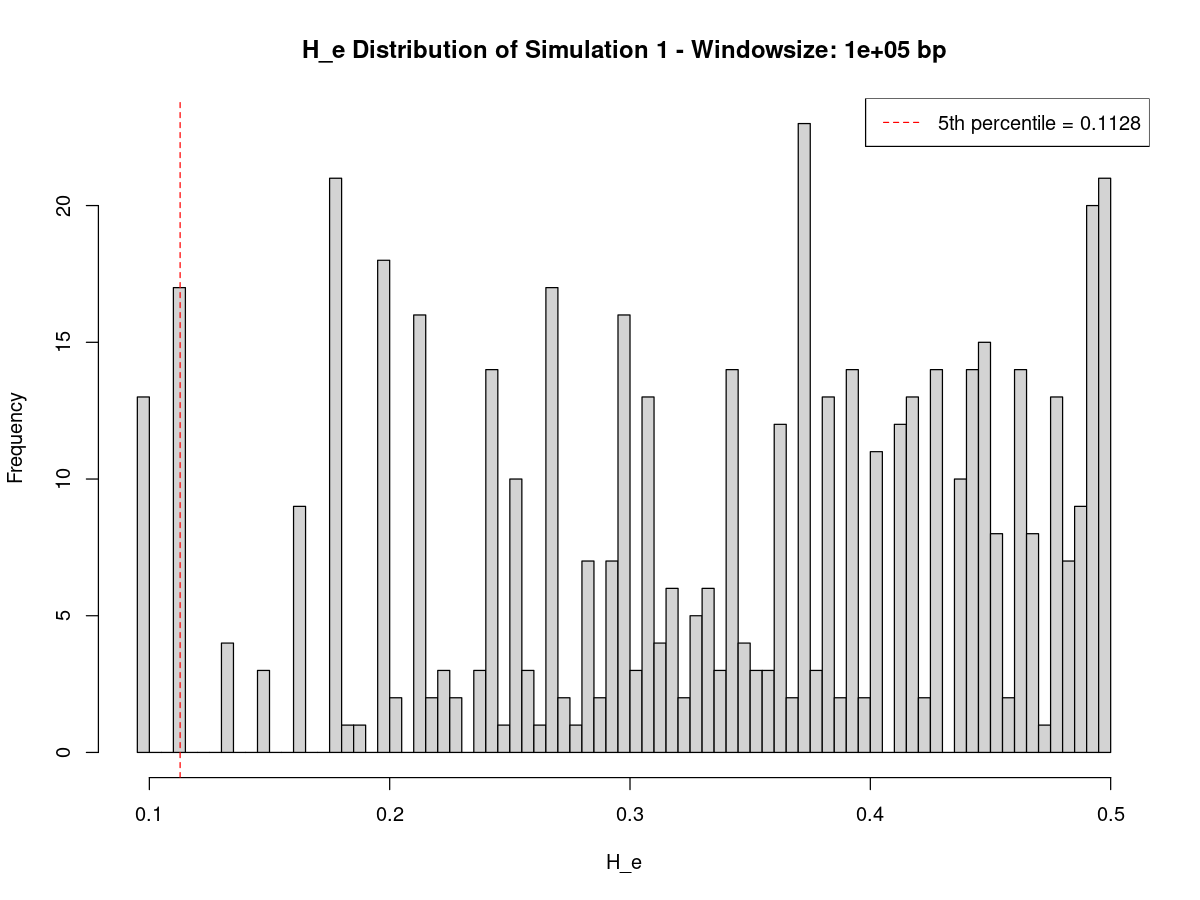 H_e Distribution of Simulation 1 - Windowsize: 1e+05 bp
5th percentile = 0.1128
Frequency
20
15
10
5
0
0.1 0.2 0.3 0.4 0.5
H_e